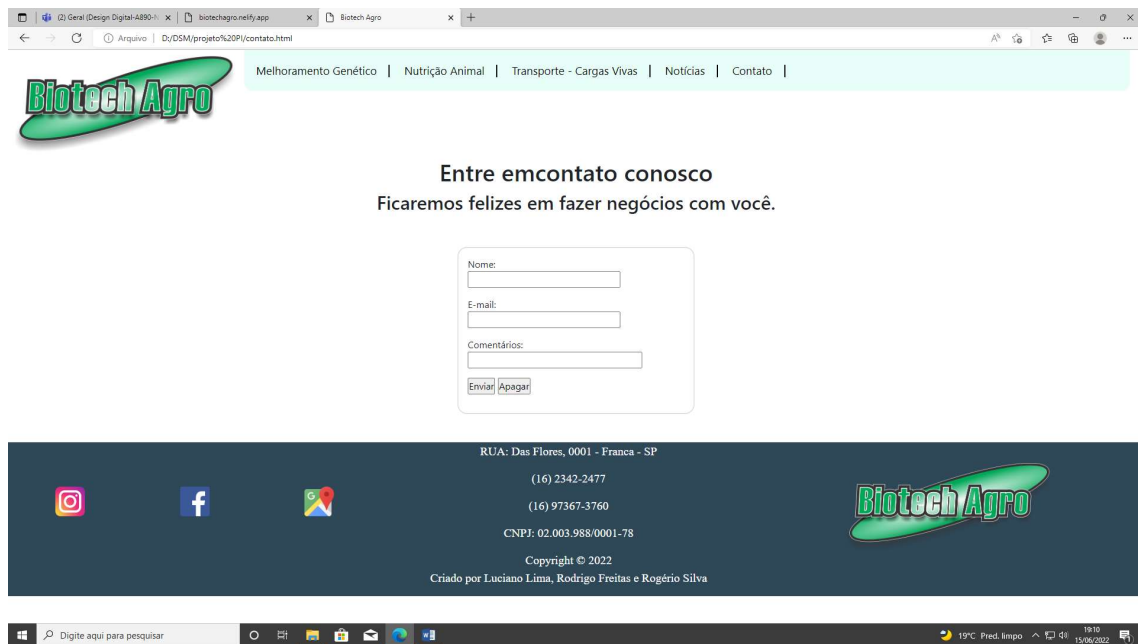 (2) Geral (Design Digital-A890-N
biotechagro.nelify.app
Biotech Agro
Arquivo | D:/DSM/projeto%20PI/contato.html
Biotech Agro
Melhoramento Genético | Nutrição Animal | Transporte - Cargas Vivas | Notícias | Contato |
Entre emcontato conosco
Ficaremos felizes em fazer negócios com você.
Nome:
E-mail:
Comentários:
Enviar Apagar
RUA: Das Flores, 0001 - Franca - SP
(16) 2342-2477
(16) 97367-3760
CNPJ: 02.003.988/0001-78
Copyright © 2022
Criado por Luciano Lima, Rodrigo Freitas e Rogério Silva
Biotech Agro
Digite aqui para pesquisar
19°C Pred. limpo
19:10
15/06/2022